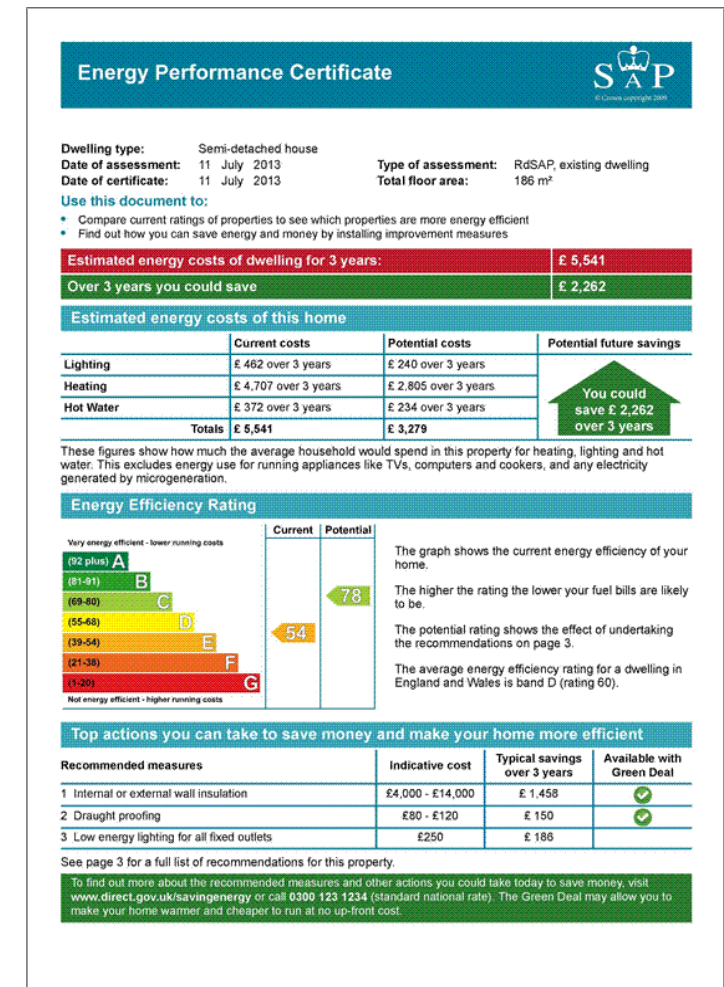 Energy Performance Certificate
SAP
© Crown copyright 2009
Dwelling type: Semi-detached house
Date of assessment: 11 July 2013 Type of assessment: RdSAP, existing dwelling
Date of certificate: 11 July 2013 Total floor area: 186 m²
Use this document to:
• Compare current ratings of properties to see which properties are more energy efficient
• Find out how you can save energy and money by installing improvement measures
Estimated energy costs of dwelling for 3 years: £ 5,541
Over 3 years you could save £ 2,262
Estimated energy costs of this home
Current costs Potential costs Potential future savings
Lighting £ 462 over 3 years £ 240 over 3 years
Heating £ 4,707 over 3 years £ 2,805 over 3 years
Hot Water £ 372 over 3 years £ 234 over 3 years
Totals £ 5,541 £ 3,279
You could
save £ 2,262
over 3 years
These figures show how much the average household would spend in this property for heating, lighting and hot
water. This excludes energy use for running appliances like TVs, computers and cookers, and any electricity
generated by microgeneration.
Energy Efficiency Rating
Current Potential
Very energy efficient - lower running costs
(92 plus) A
(81-91) B
(69-80) C
(55-68) D
(39-54) E
(21-38) F
(1-20) G
Not energy efficient - higher running costs
54
78
The graph shows the current energy efficiency of your
home.
The higher the rating the lower your fuel bills are likely
to be.
The potential rating shows the effect of undertaking
the recommendations on page 3.
The average energy efficiency rating for a dwelling in
England and Wales is band D (rating 60).
Top actions you can take to save money and make your home more efficient
Recommended measures Indicative cost Typical savings over 3 years Available with Green Deal
1 Internal or external wall insulation £4,000 - £14,000 £ 1,458
2 Draught proofing £80 - £120 £ 150
3 Low energy lighting for all fixed outlets £250 £ 186
See page 3 for a full list of recommendations for this property.
To find out more about the recommended measures and other actions you could take today to save money, visit
www.direct.gov.uk/savingenergy or call 0300 123 1234 (standard national rate). The Green Deal may allow you to
make your home warmer and cheaper to run at no up-front cost.